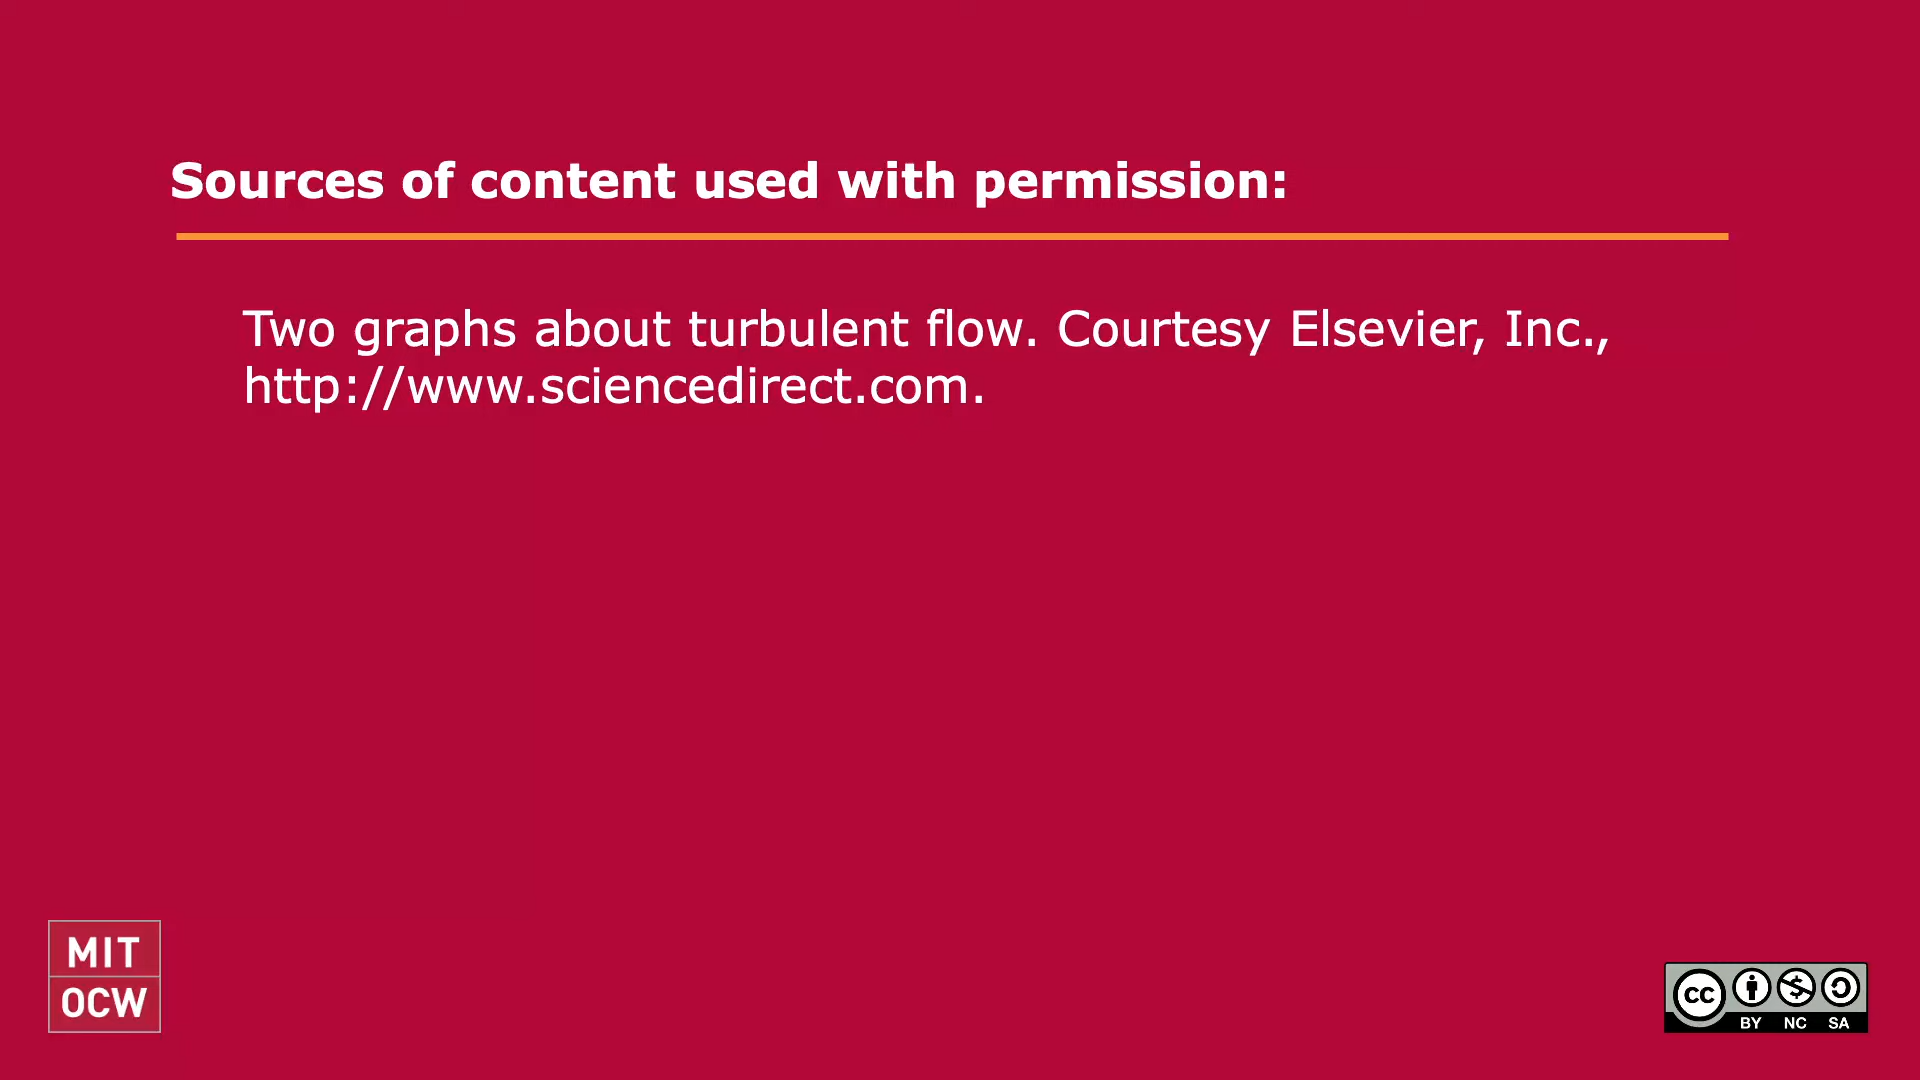 Sources of content used with permission:
Two graphs about turbulent flow. Courtesy Elsevier, Inc.,
http://www.sciencedirect.com.
MIT
OCW
cc
BY NC SA